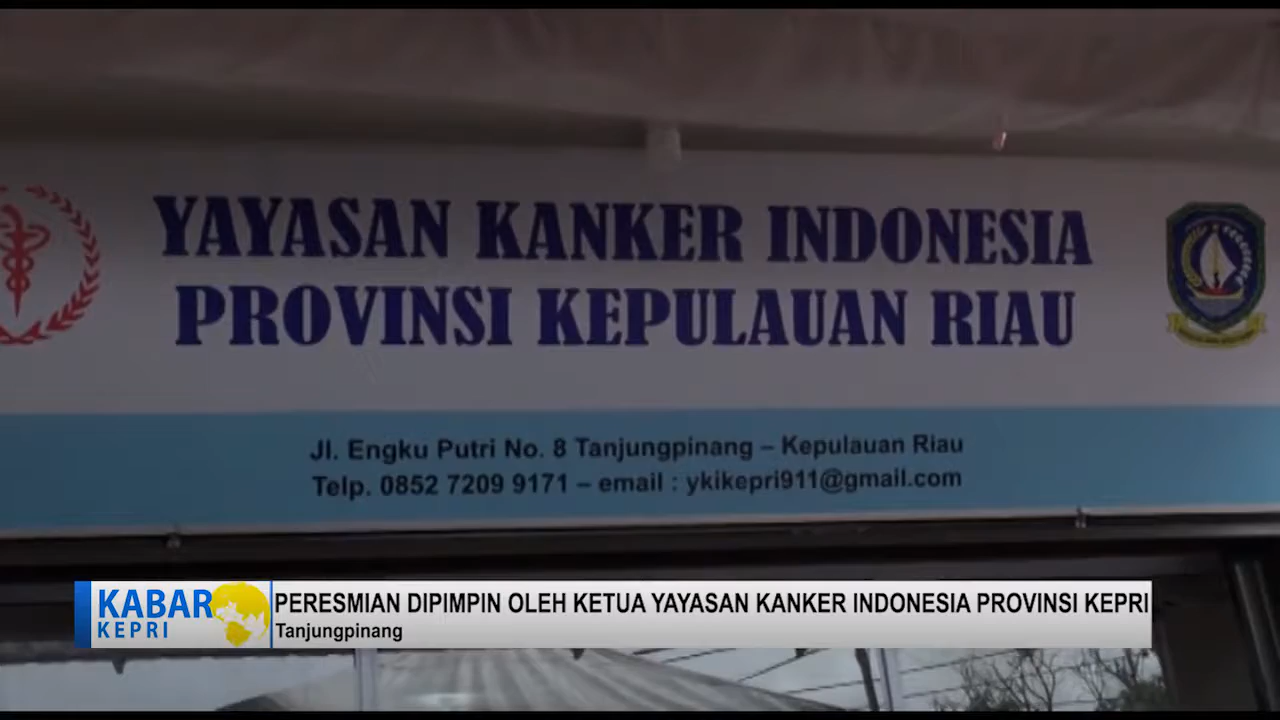 YAYASAN KANKER INDONESIA
PROVINSI KEPULAUAN RIAU
Jl. Engku Putri No. 8 Tanjungpinang – Kepulauan Riau
Telp. 0852 7209 9171 – email : ykikepri911@gmail.com
KABAR
KEPRI
PERESMIAN DIPIMPIN OLEH KETUA YAYASAN KANKER INDONESIA PROVINSI KEPRI
Tanjungpinang